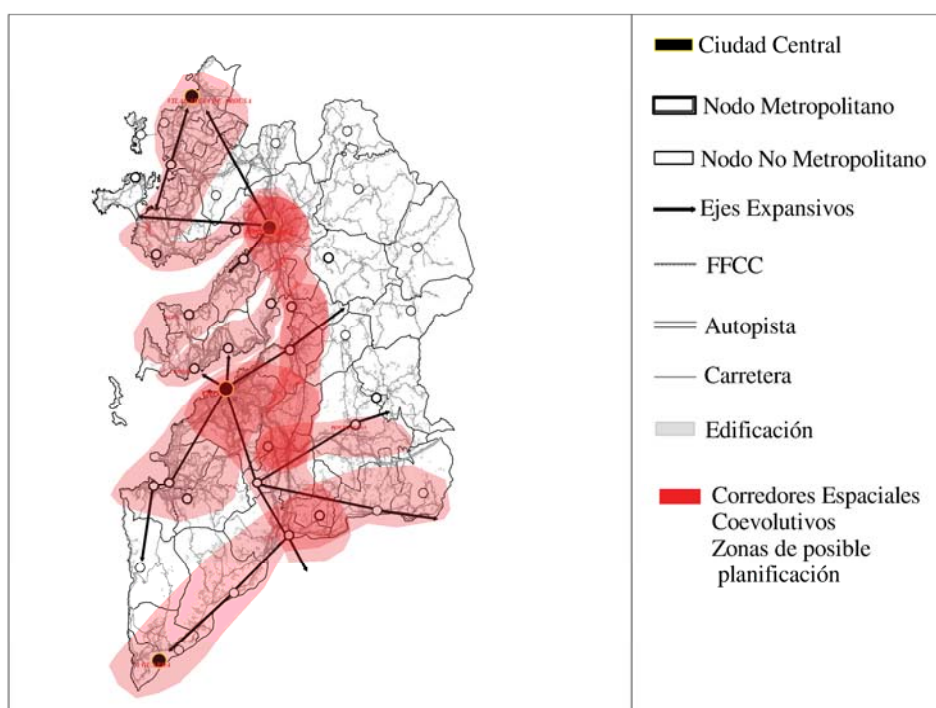 Ciudad Central
Nodo Metropolitano
Nodo No Metropolitano
Ejes Expansivos
FFCC
Autopista
Carretera
Edificación
Corredores Espaciales
Coevolutivos
Zonas de posible
planificación